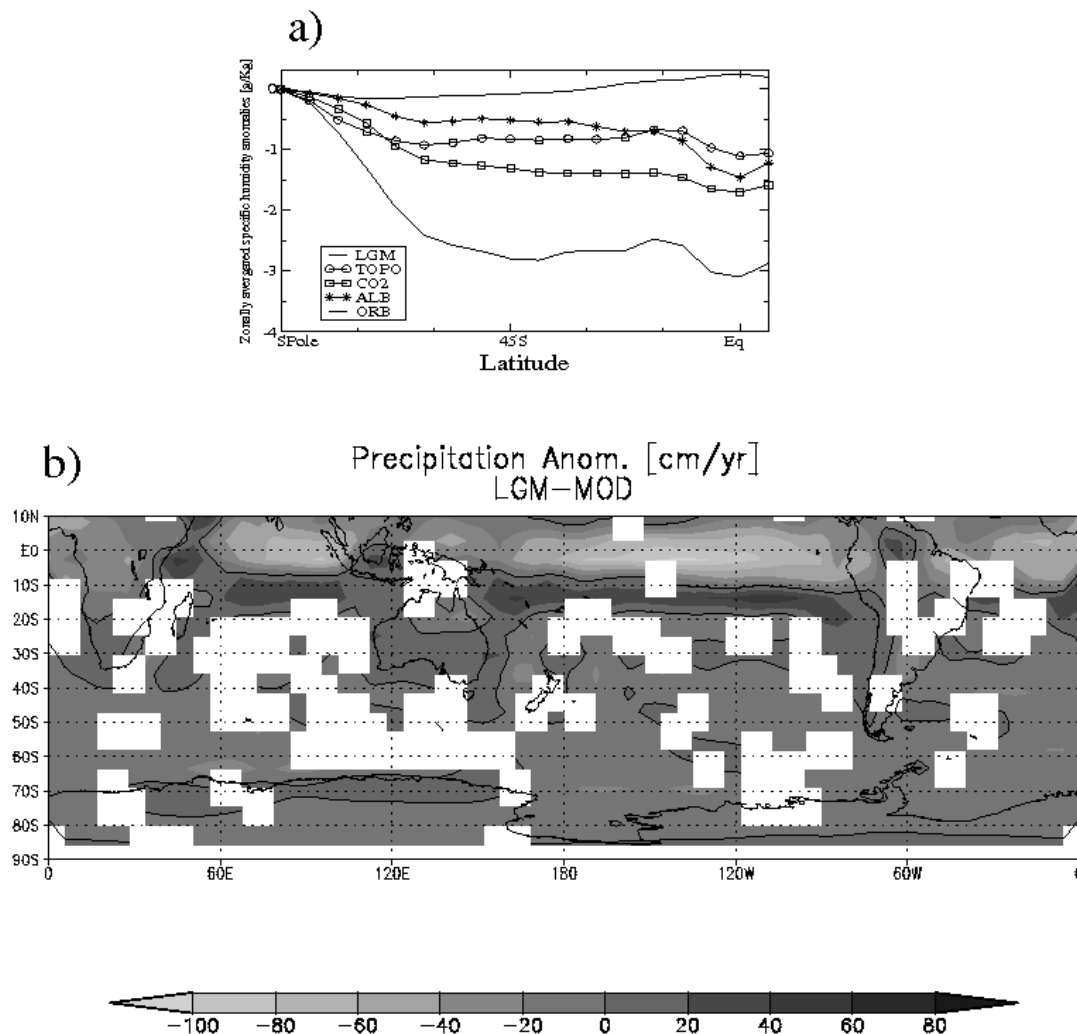 a)
Zonally avergared specific humidity anomalies [g/Kg]
0
-1
-2
-3
-4
LGM
TOPO
CO2
ALB
ORB
SPole 45S Eq
Latitude
b)
Precipitation Anom. [cm/yr]
LGM-MOD
10N
EQ
10S
20S
30S
40S
50S
60S
70S
80S
90S
0 60E 120E 180 120W 60W
-100 -80 -60 -40 -20 0 20 40 60 80